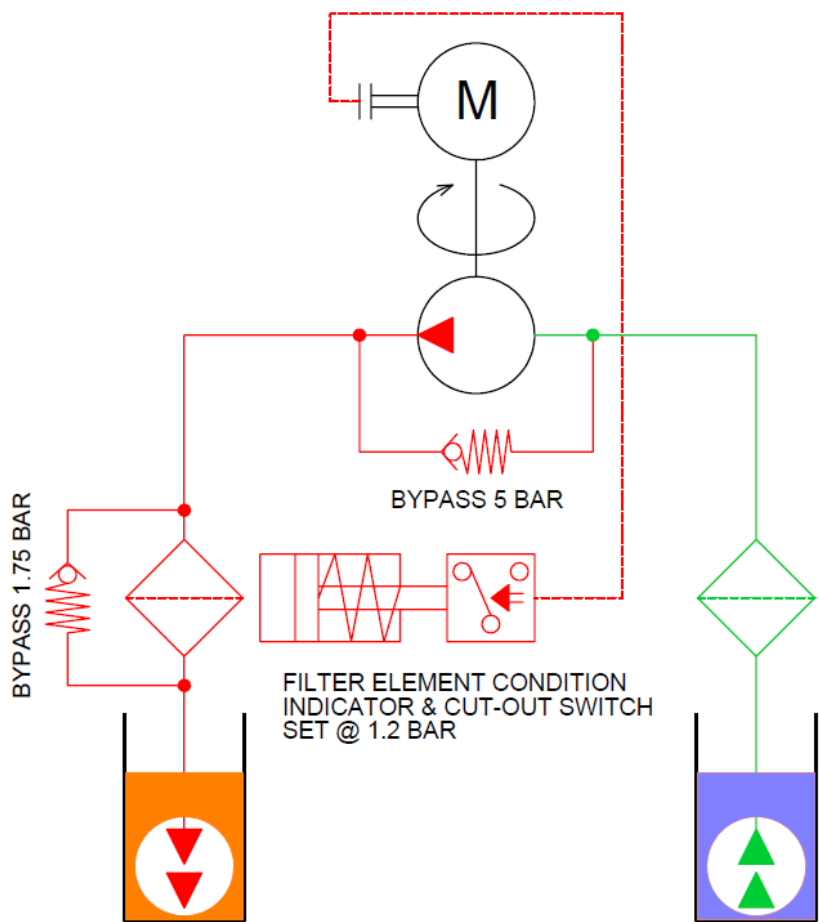 M
BYPASS 5 BAR
BYPASS 1.75 BAR
FILTER ELEMENT CONDITION
INDICATOR & CUT-OUT SWITCH
SET @ 1.2 BAR